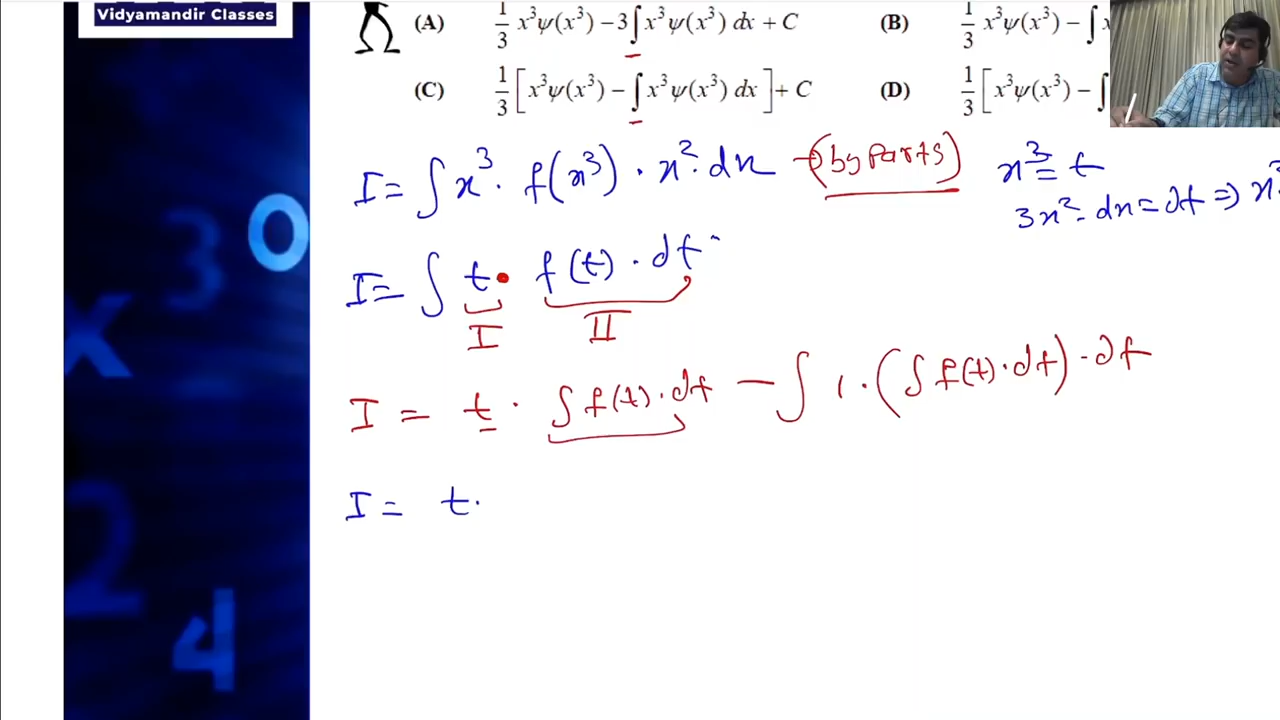 Vidyamandir Classes
(A) 1/3 x³ψ(x³) − 3∫x³ψ(x³) dx + C (B) 1/3 x³ψ(x³) − ∫x
(C) 1/3 [x³ψ(x³) − ∫x³ψ(x³) dx] + C (D) 1/3 [x³ψ(x³) − ∫
I = ∫ x³ · f(x³) · x² · dx → (by parts) x³ = t
3x² · dx = dt ⇒ x²
I = ∫ t · f(t) · dt
I II
I = t · ∫ f(t) · dt − ∫ 1 · (∫ f(t) · dt) · dt
I = t ·